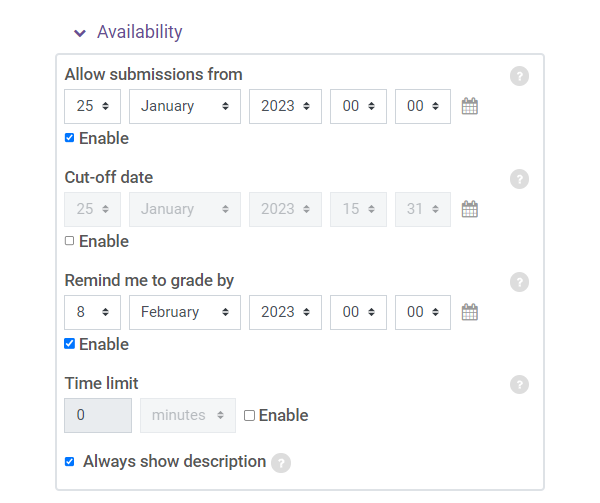 Availability
Allow submissions from ?
25 January 2023 00 00
Enable
Cut-off date ?
25 January 2023 15 31
Enable
Remind me to grade by ?
8 February 2023 00 00
Enable
Time limit ?
0 minutes Enable
Always show description ?